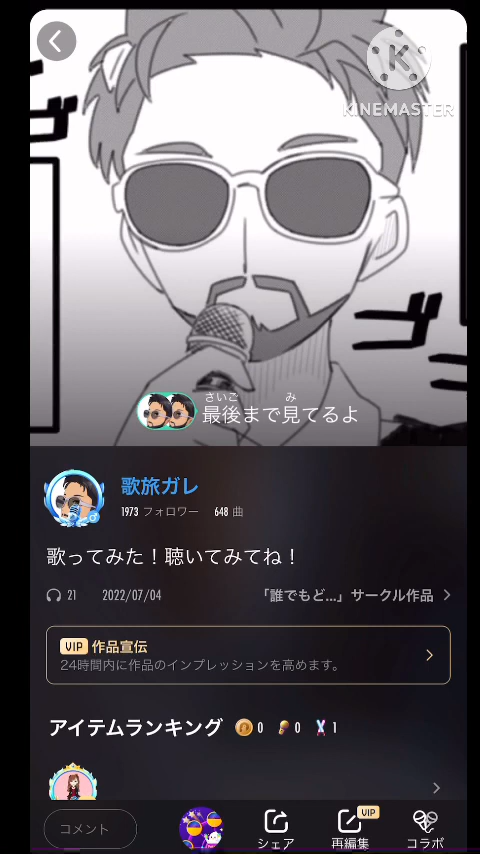 K
KINEMASTER
ゴ
ゴ
さいご み
最後まで見てるよ
歌旅ガレ
1973 フォロワー 648 曲
歌ってみた！聴いてみてね！
21 2022/07/04 「誰でもど...」サークル作品
VIP 作品宣伝
24時間内に作品のインプレッションを高めます。
アイテムランキング 0 0 1
コメント
シェア
VIP
再編集
コラボ